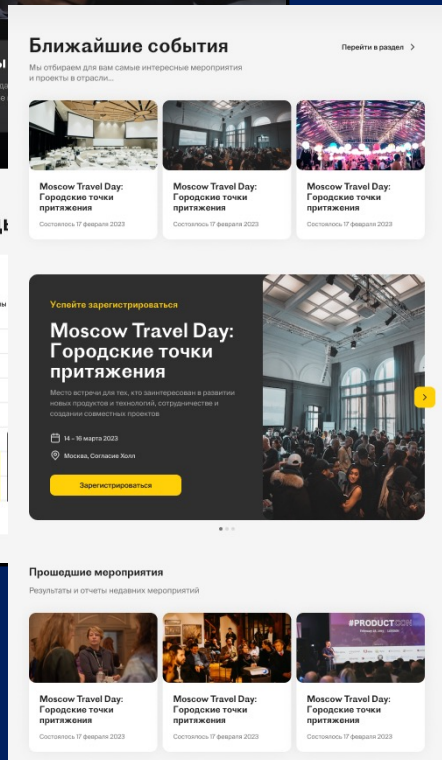 Ближайшие события
Перейти в раздел
Мы отбираем для вас самые интересные мероприятия
и проекты в отрасли...
Moscow Travel Day:
Городские точки
притяжения
Состоялось 17 февраля 2023
Moscow Travel Day:
Городские точки
притяжения
Состоялось 17 февраля 2023
Moscow Travel Day:
Городские точки
притяжения
Состоялось 17 февраля 2023
Успейте зарегистрироваться
Moscow Travel Day:
Городские точки
притяжения
Место встречи для тех, кто заинтересован в развитии
новых продуктов и технологий, сотрудничестве и
создании совместных проектов
14 – 16 марта 2023
Москва, Согласие Холл
Зарегистрироваться
Прошедшие мероприятия
Результаты и отчеты недавних мероприятий
#PRODUCTCON
Moscow Travel Day:
Городские точки
притяжения
Состоялось 17 февраля 2023
Moscow Travel Day:
Городские точки
притяжения
Состоялось 17 февраля 2023
Moscow Travel Day:
Городские точки
притяжения
Состоялось 17 февраля 2023